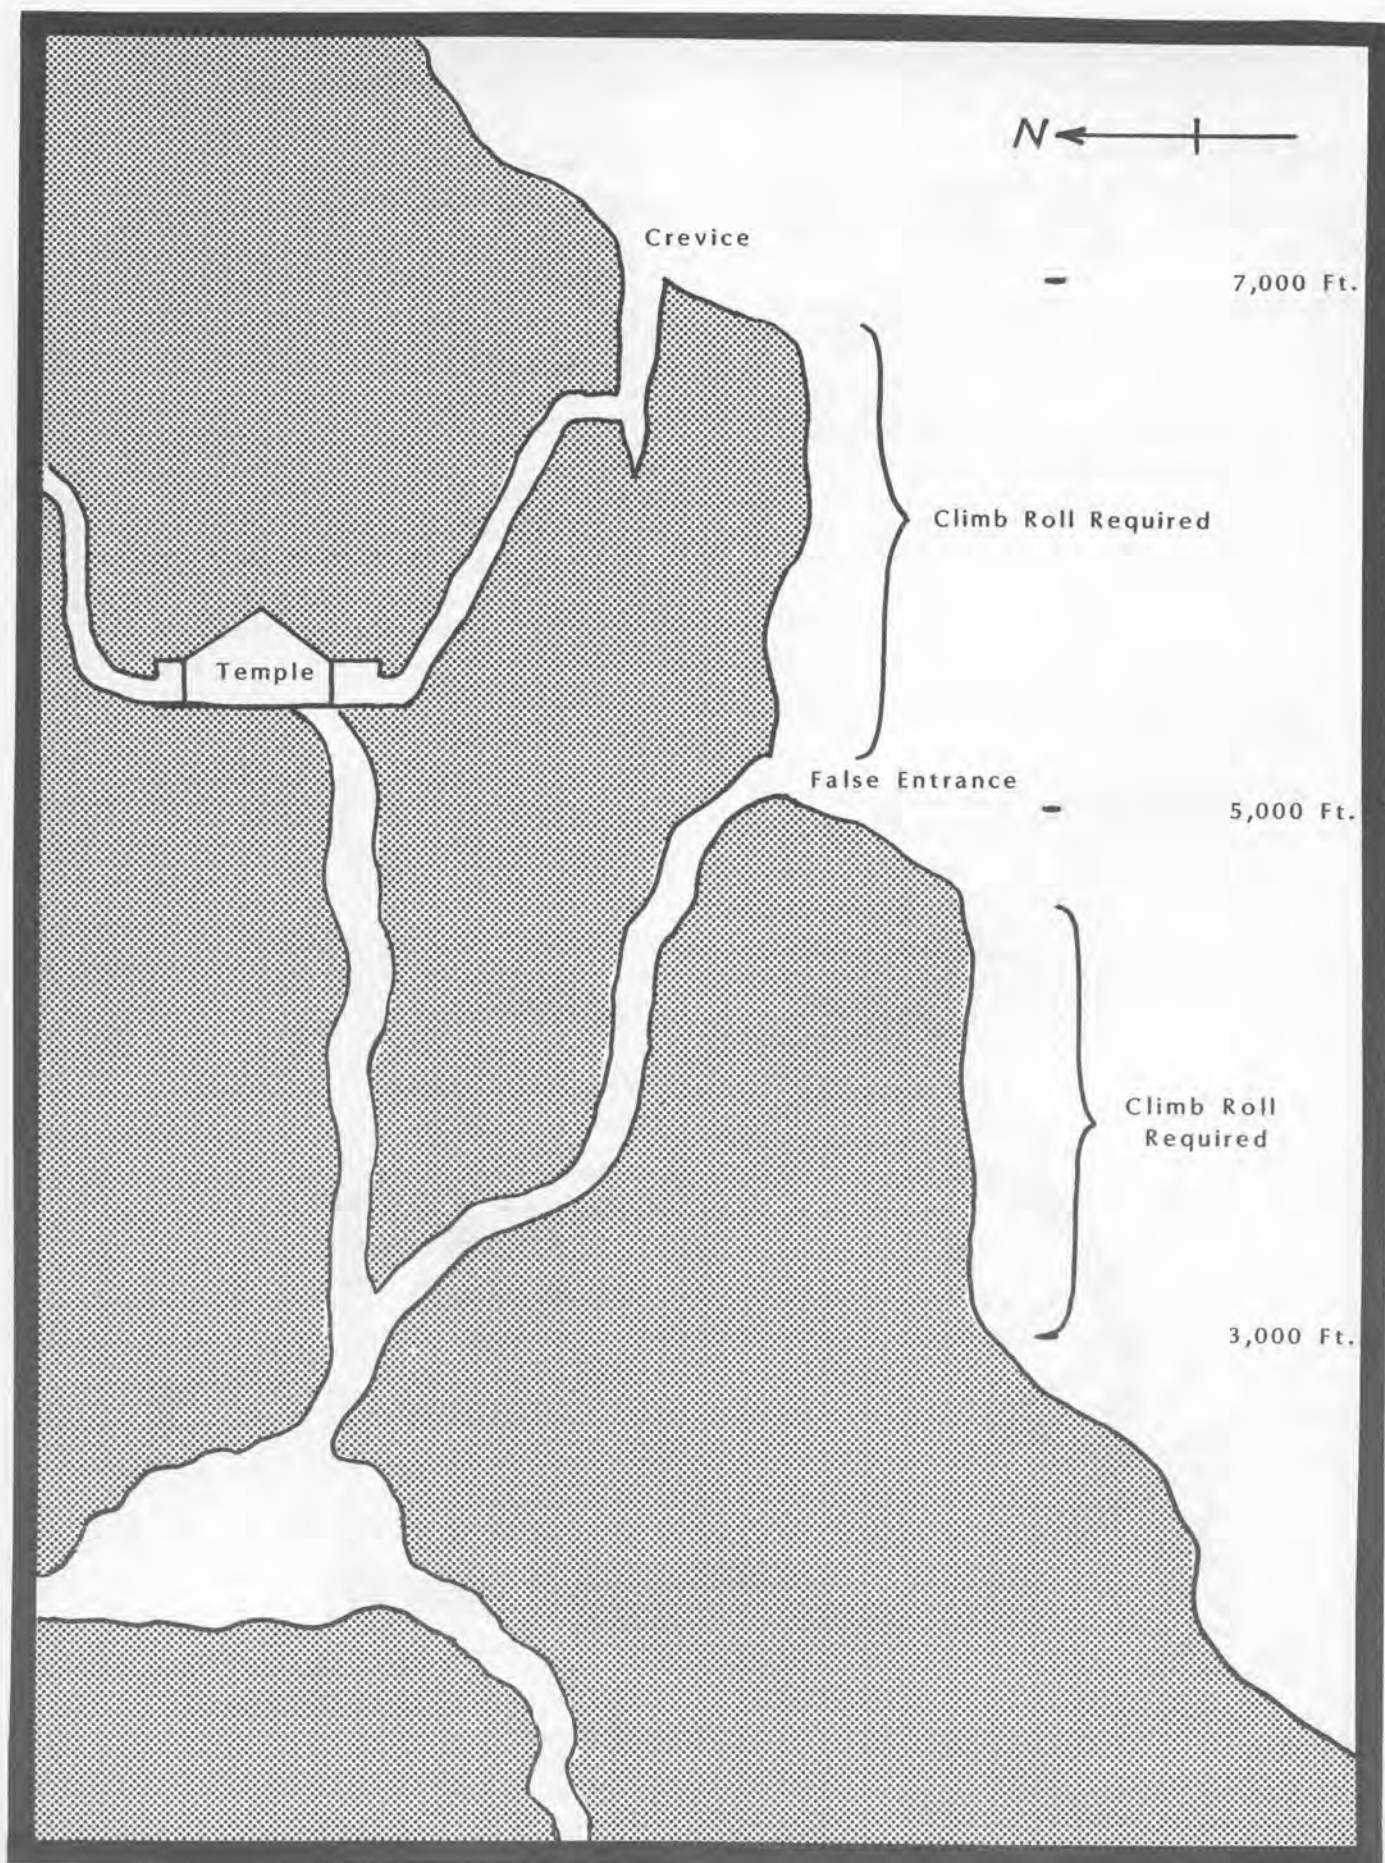 N
Crevice
7,000 Ft.
Climb Roll Required
Temple
False Entrance
5,000 Ft.
Climb Roll
Required
3,000 Ft.